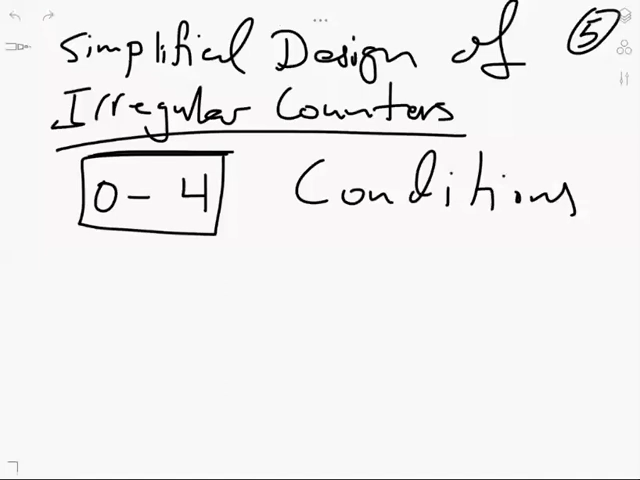 Simplified Design of 5
Irregular Counters
0 - 4 Conditions